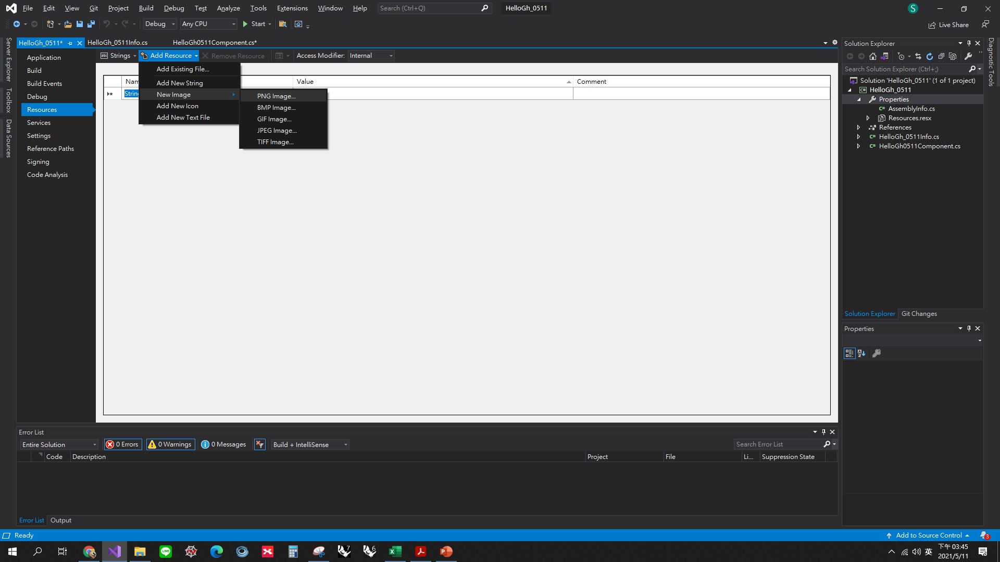 File Edit View Git Project Build Debug Test Analyze Tools Extensions Window Help Search (Ctrl+Q) HelloGh_0511 S
Debug Any CPU Start Live Share
HelloGh_0511* HelloGh_0511Info.cs HelloGh0511Component.cs*
Server Explorer
Toolbox
Data Sources
Application
Build
Build Events
Debug
Resources
Services
Settings
Reference Paths
Signing
Code Analysis
Strings Add Resource Remove Resource Access Modifier: Internal
Add Existing File...
Add New String
New Image
Add New Icon
Add New Text File
PNG Image...
BMP Image...
GIF Image...
JPEG Image...
TIFF Image...
Nam Value Comment
String
Solution Explorer
Search Solution Explorer (Ctrl+;)
Solution 'HelloGh_0511' (1 of 1 project)
HelloGh_0511
Properties
AssemblyInfo.cs
Resources.resx
References
HelloGh_0511Info.cs
HelloGh0511Component.cs
Solution Explorer Git Changes
Properties
Diagnostic Tools
Error List
Entire Solution 0 Errors 0 Warnings 0 Messages Build + IntelliSense Search Error List
Code Description Project File Li... Suppression State
Error List Output
Ready Add to Source Control 3
7 6 英 下午 03:45
2021/5/11